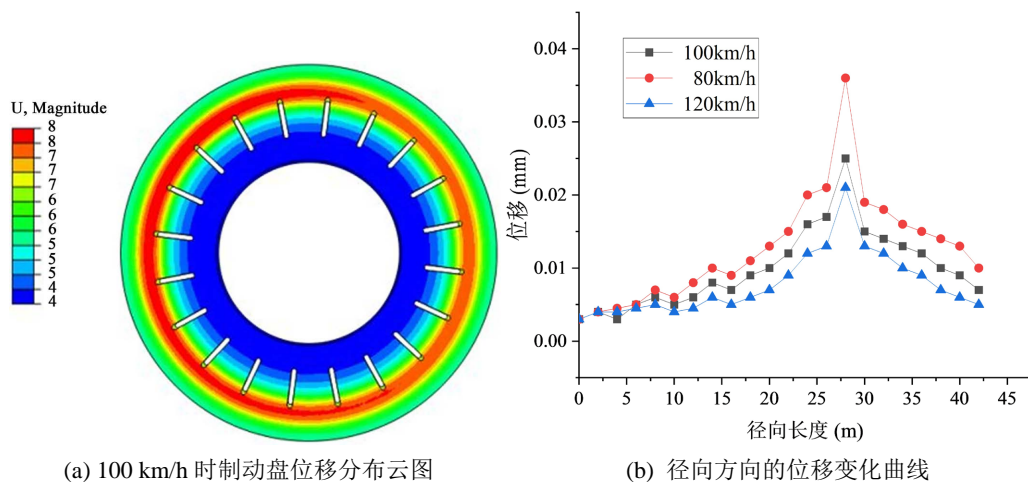 U, Magnitude
8
8
7
7
6
6
5
5
4
4
(a) 100 km/h 时制动盘位移分布云图
100km/h
80km/h
120km/h
0.04
0.03
0.02
0.01
0.00
位移 (mm)
0 5 10 15 20 25 30 35 40 45
径向长度 (m)
(b) 径向方向的位移变化曲线